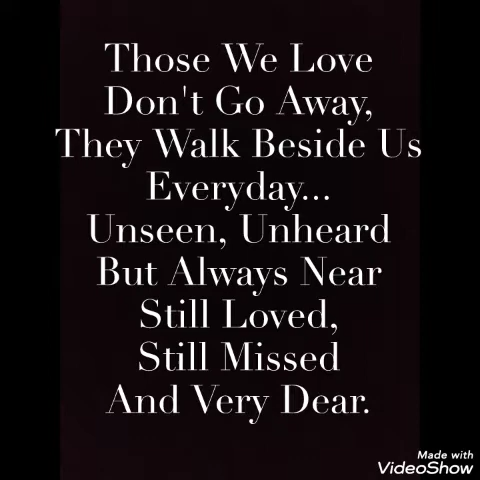 Those We Love
Don't Go Away,
They Walk Beside Us
Everyday...
Unseen, Unheard
But Always Near
Still Loved,
Still Missed
And Very Dear.
Made with
VideoShow